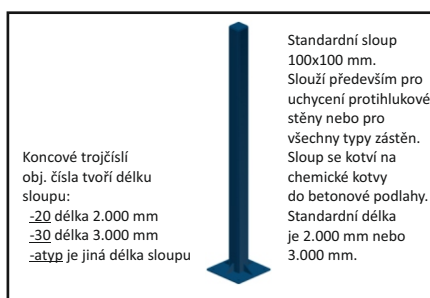 Koncové trojčíslí
obj. čísla tvoří délku
sloupu:
-20 délka 2.000 mm
-30 délka 3.000 mm
-atyp je jiná délka sloupu
Standardní sloup
100x100 mm.
Slouží především pro
uchycení protihlukové
stěny nebo pro
všechny typy zástěn.
Sloup se kotví na
chemické kotvy
do betonové podlahy.
Standardní délka
je 2.000 mm nebo
3.000 mm.